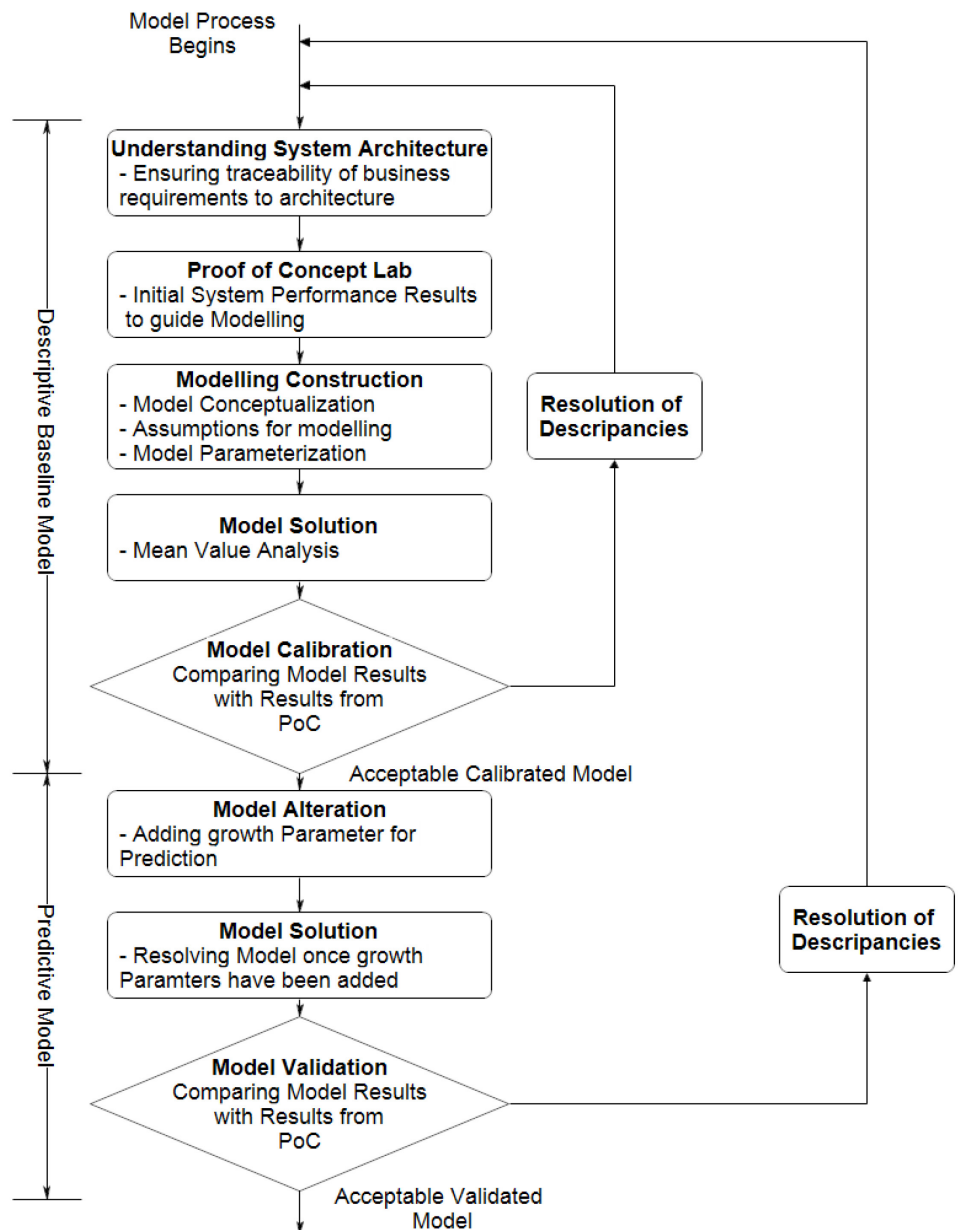 Model Process
Begins
Understanding System Architecture
- Ensuring traceability of business
requirements to architecture
Proof of Concept Lab
- Initial System Performance Results
to guide Modelling
Modelling Construction
- Model Conceptualization
- Assumptions for modelling
- Model Parameterization
Resolution of
Descripancies
Model Solution
- Mean Value Analysis
Model Calibration
Comparing Model Results
with Results from
PoC
Descriptive Baseline Model
Acceptable Calibrated Model
Model Alteration
- Adding growth Parameter for
Prediction
Model Solution
- Resolving Model once growth
Paramters have been added
Resolution of
Descripancies
Model Validation
Comparing Model Results
with Results from
PoC
Predictive Model
Acceptable Validated
Model